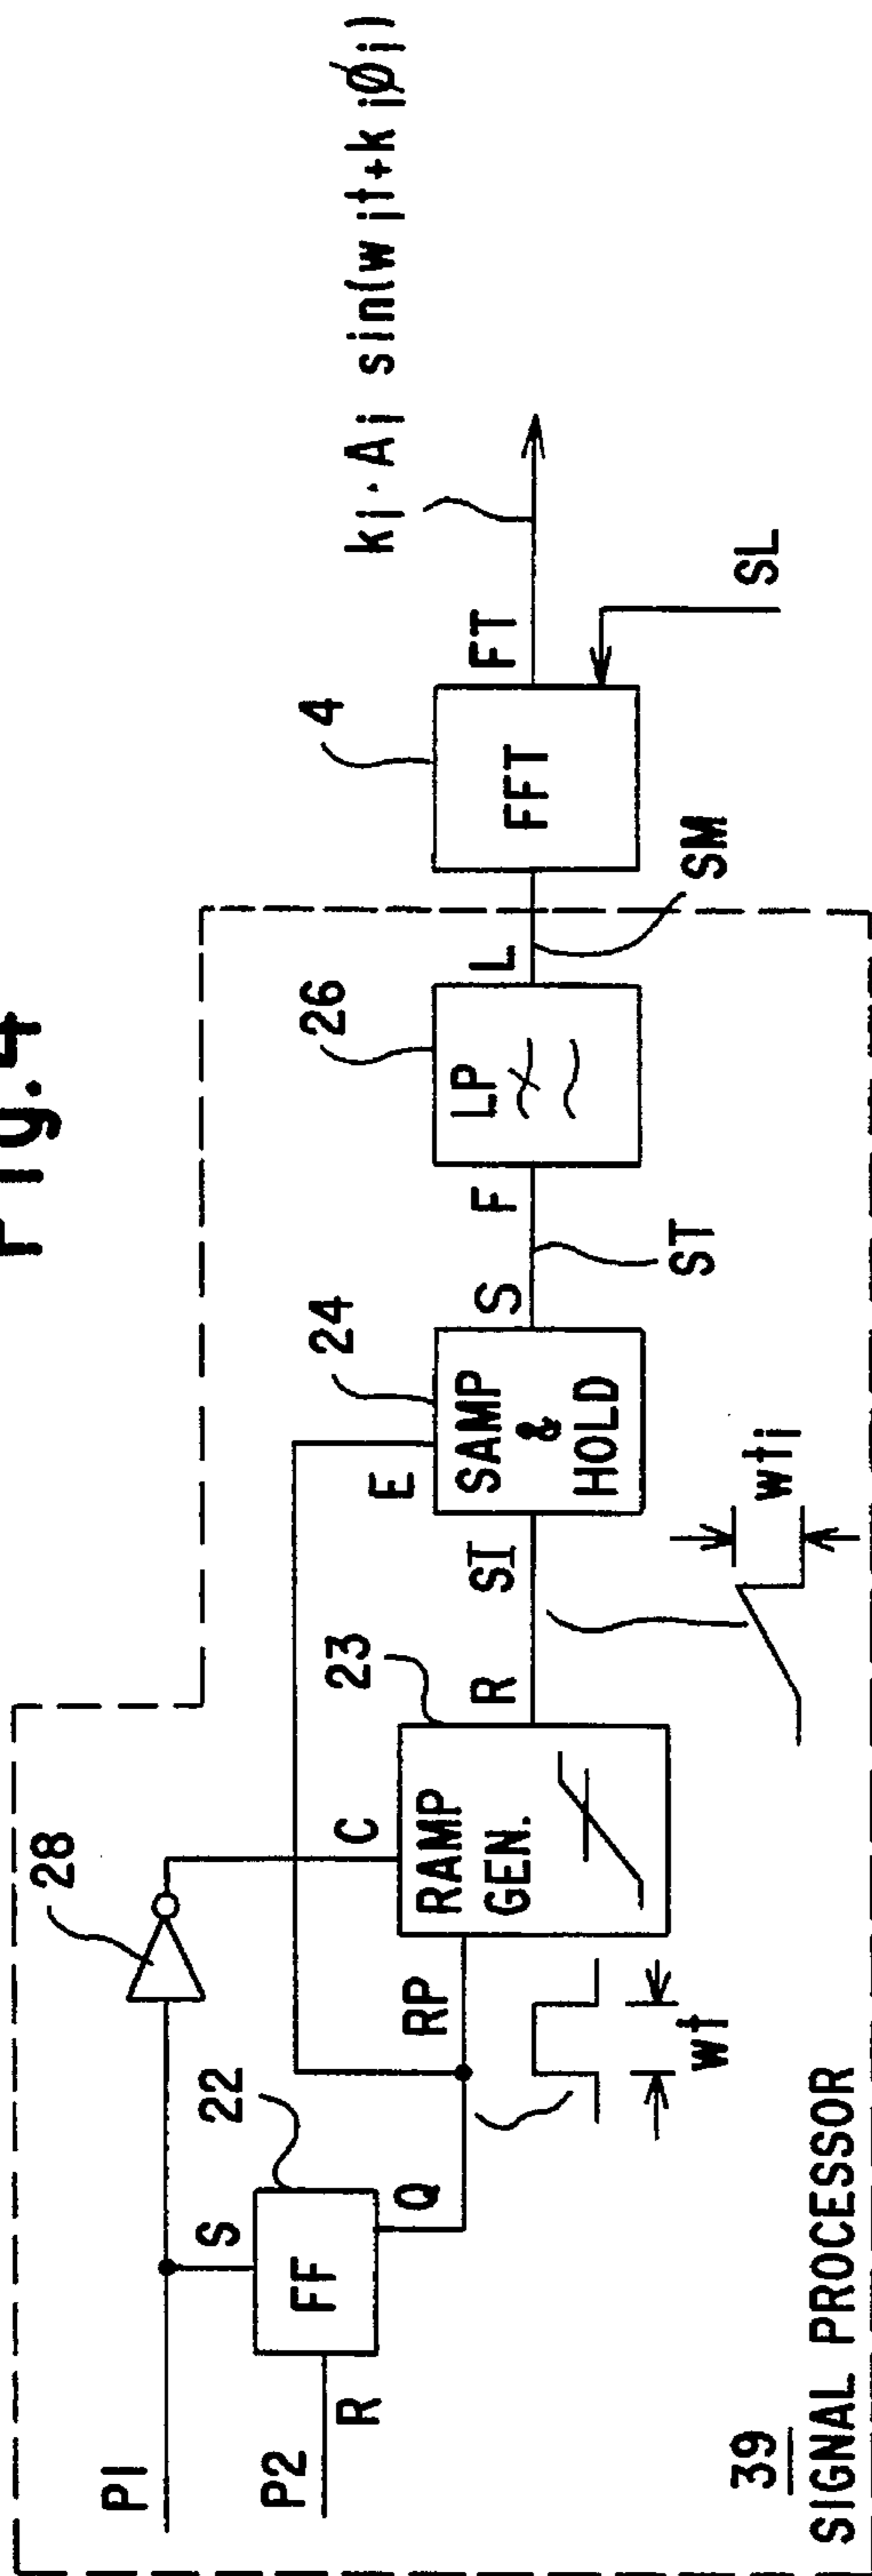 Fig.4
P1
P2
S
R
22
FF
Q
28
C
RP
wt
23
RAMP
GEN.
R
SI
wti
E
24
SAMP
&
HOLD
S
ST
F
26
LP
L
SM
4
FFT
FT
SL
ki·Ai sin(wit+kiøi)
39
SIGNAL PROCESSOR